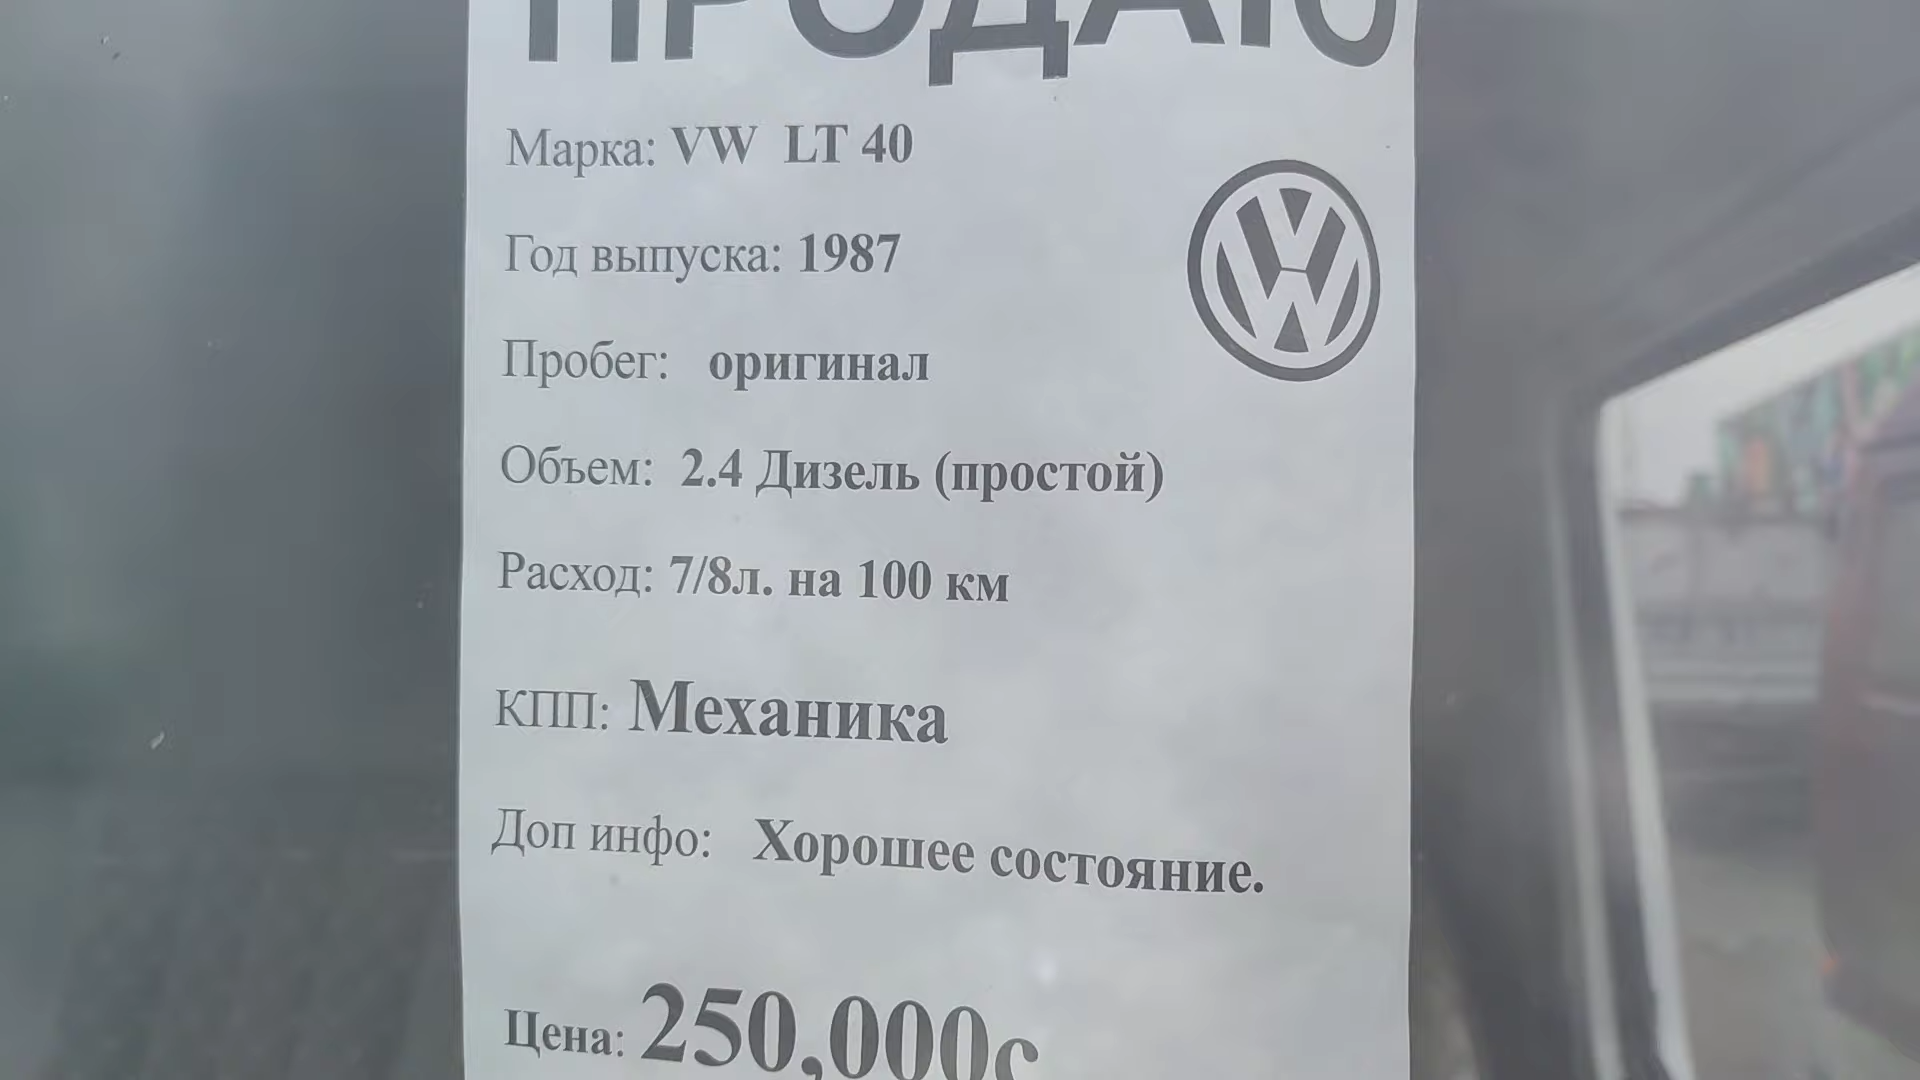 ПРОДАЮ
Марка: VW LT 40
Год выпуска: 1987
Пробег: оригинал
Объем: 2.4 Дизель (простой)
Расход: 7/8л. на 100 км
КПП: Механика
Доп инфо: Хорошее состояние.
Цена: 250,000с